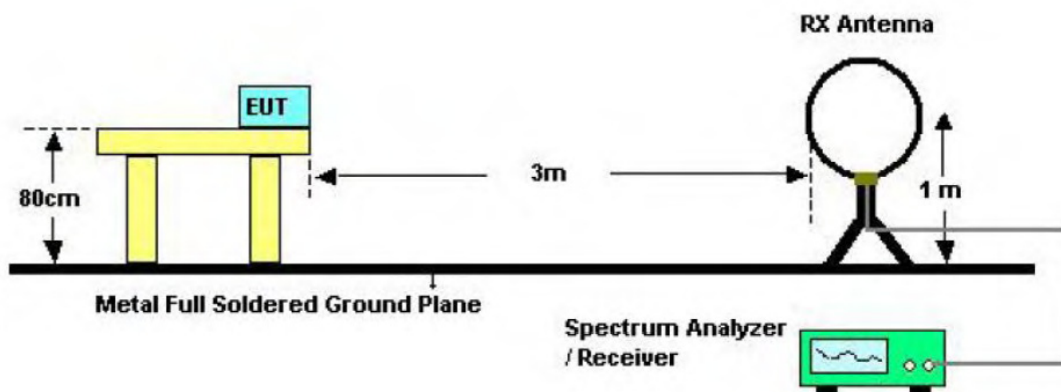 RX Antenna
EUT
80cm
3m
1 m
Metal Full Soldered Ground Plane
Spectrum Analyzer
/ Receiver